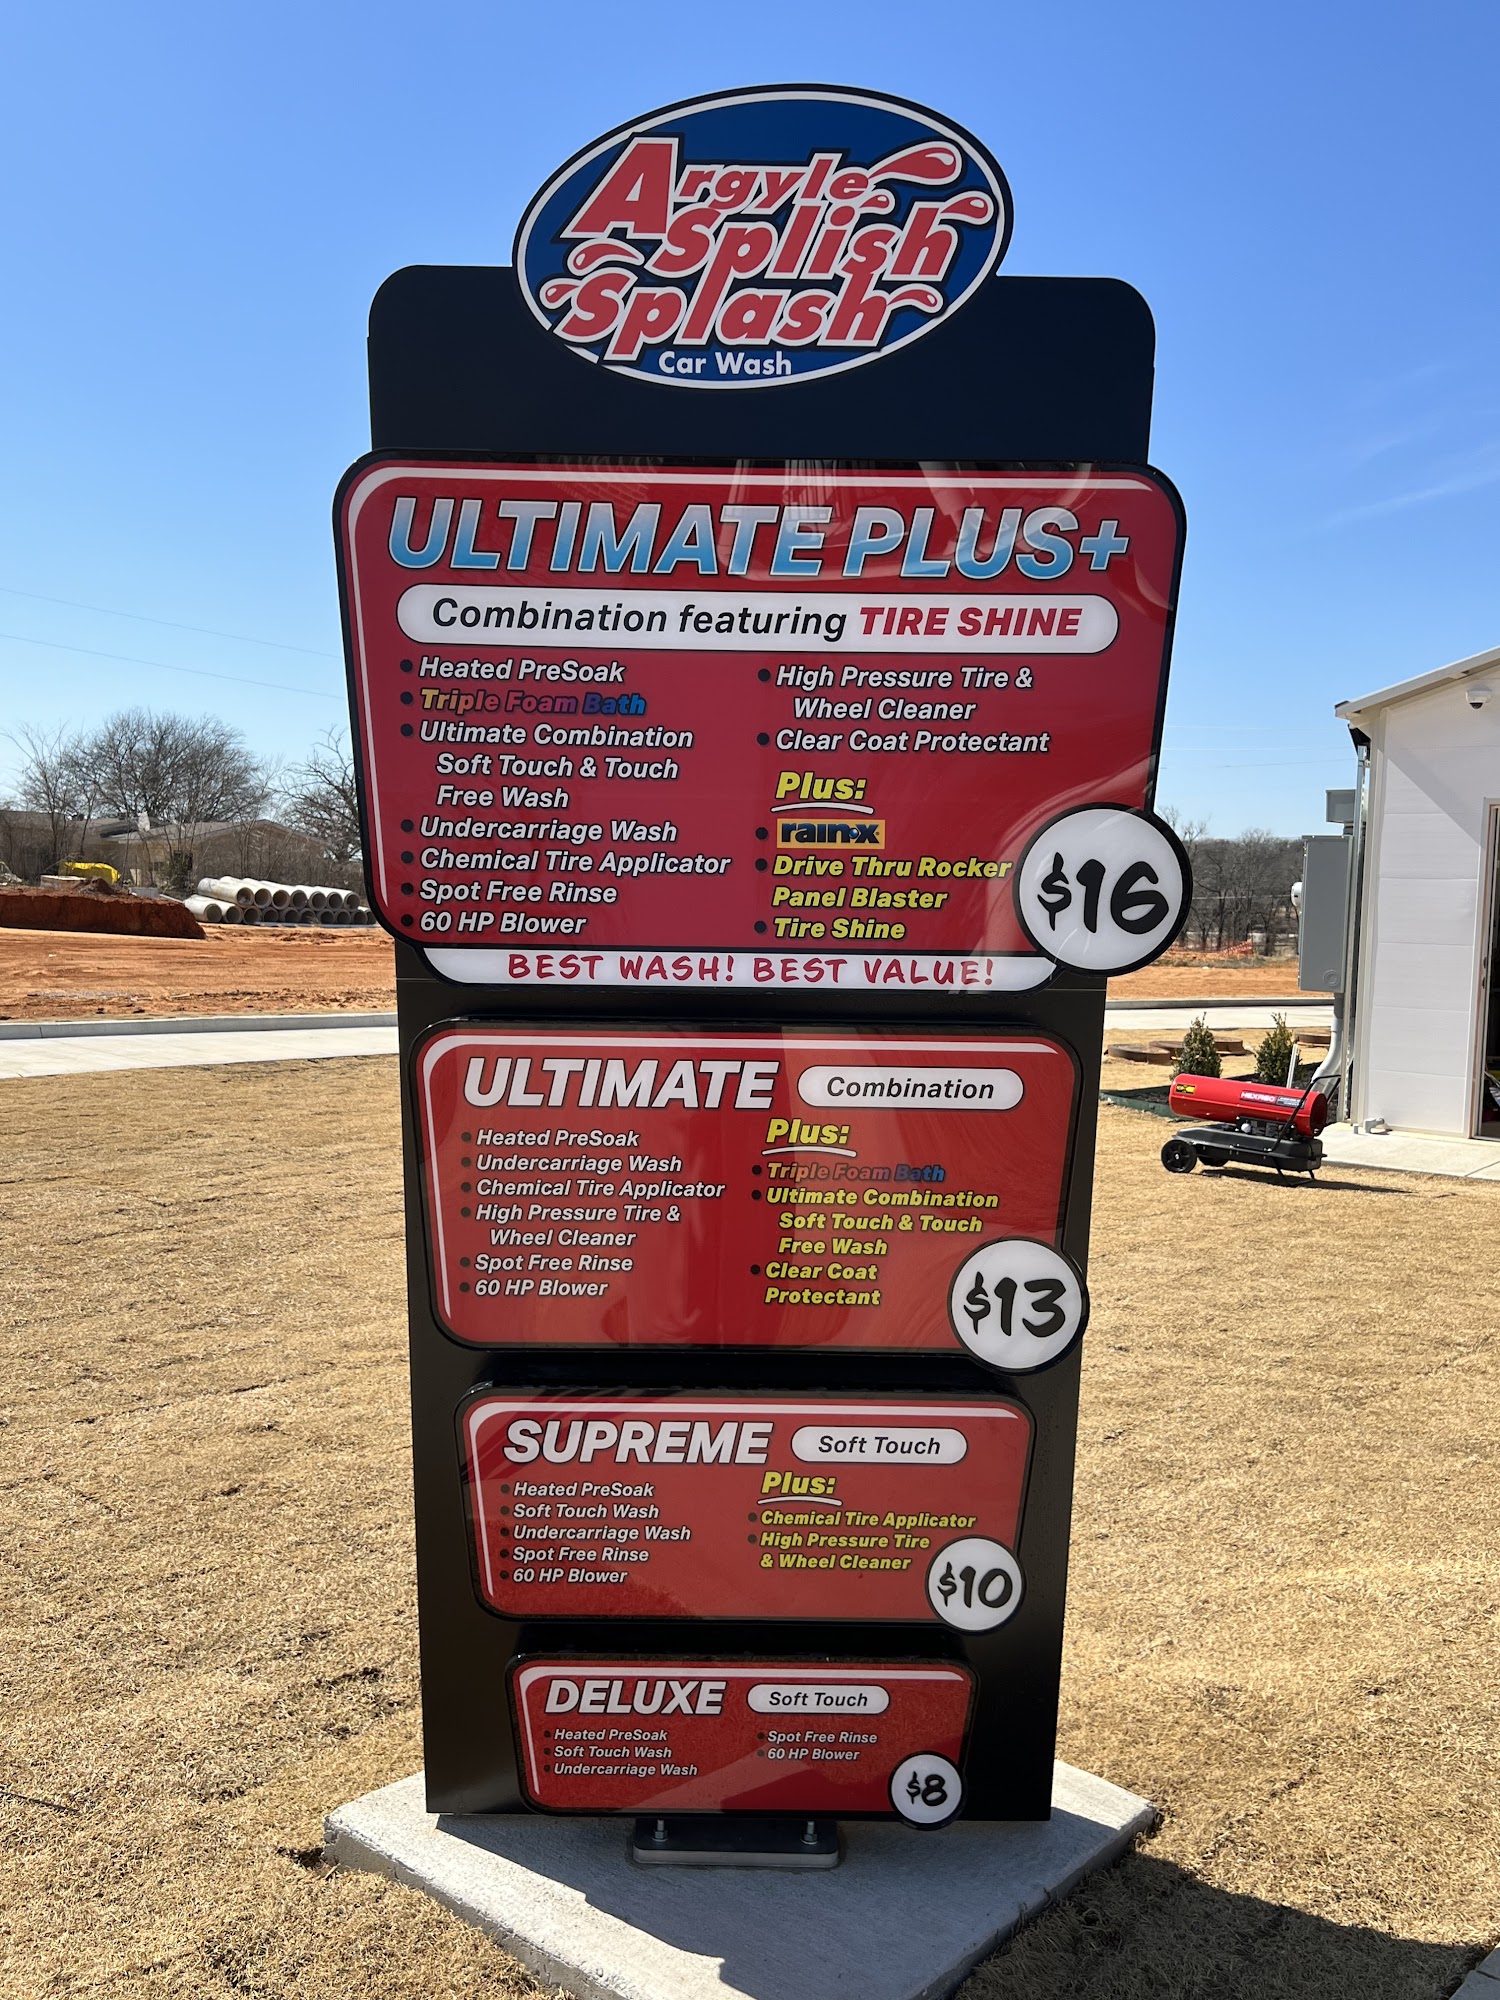 Argyle
Splish
Splash
Car Wash
ULTIMATE PLUS+
Combination featuring TIRE SHINE
Heated PreSoak
Triple Foam Bath
Ultimate Combination
Soft Touch & Touch
Free Wash
Undercarriage Wash
Chemical Tire Applicator
Spot Free Rinse
60 HP Blower
High Pressure Tire &
Wheel Cleaner
Clear Coat Protectant
Plus:
rain-x
Drive Thru Rocker
Panel Blaster
Tire Shine
$16
BEST WASH! BEST VALUE!
ULTIMATE
Combination
Heated PreSoak
Undercarriage Wash
Chemical Tire Applicator
High Pressure Tire &
Wheel Cleaner
Spot Free Rinse
60 HP Blower
Plus:
Triple Foam Bath
Ultimate Combination
Soft Touch & Touch
Free Wash
Clear Coat
Protectant
$13
SUPREME
Soft Touch
Heated PreSoak
Soft Touch Wash
Undercarriage Wash
Spot Free Rinse
60 HP Blower
Plus:
Chemical Tire Applicator
High Pressure Tire
& Wheel Cleaner
$10
DELUXE
Soft Touch
Heated PreSoak
Soft Touch Wash
Undercarriage Wash
Spot Free Rinse
60 HP Blower
$8